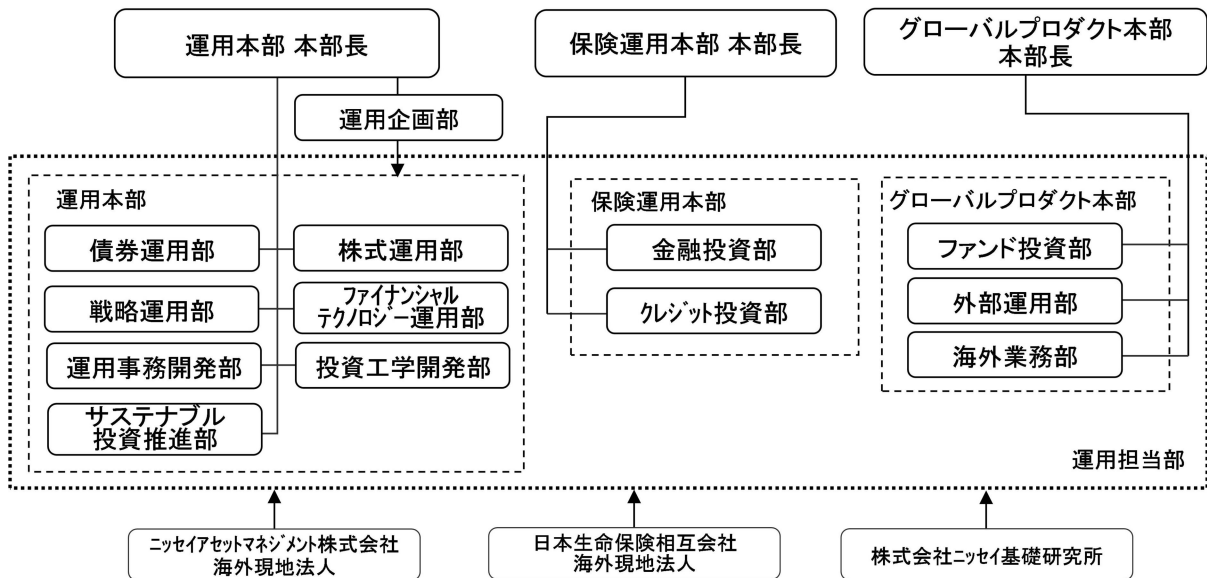 運用本部 本部長
保険運用本部 本部長
グローバルプロダクト本部
本部長
運用企画部
運用本部
債券運用部
株式運用部
戦略運用部
ファイナンシャル
テクノロジー運用部
運用事務開発部
投資工学開発部
サステナブル
投資推進部
保険運用本部
金融投資部
クレジット投資部
グローバルプロダクト本部
ファンド投資部
外部運用部
海外業務部
運用担当部
ニッセイアセットマネジメント株式会社
海外現地法人
日本生命保険相互会社
海外現地法人
株式会社ニッセイ基礎研究所